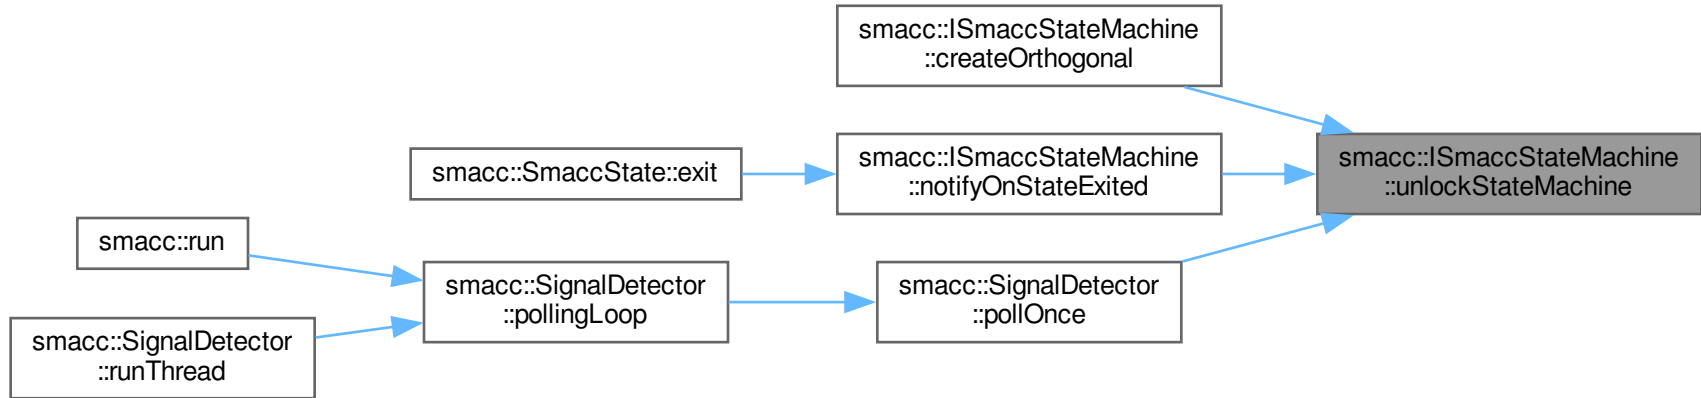 smacc::ISmaccStateMachine
::createOrthogonal
smacc::ISmaccStateMachine
::unlockStateMachine
smacc::SmaccState::exit
smacc::ISmaccStateMachine
::notifyOnStateExited
smacc::run
smacc::SignalDetector
::pollingLoop
smacc::SignalDetector
::pollOnce
smacc::SignalDetector
::runThread